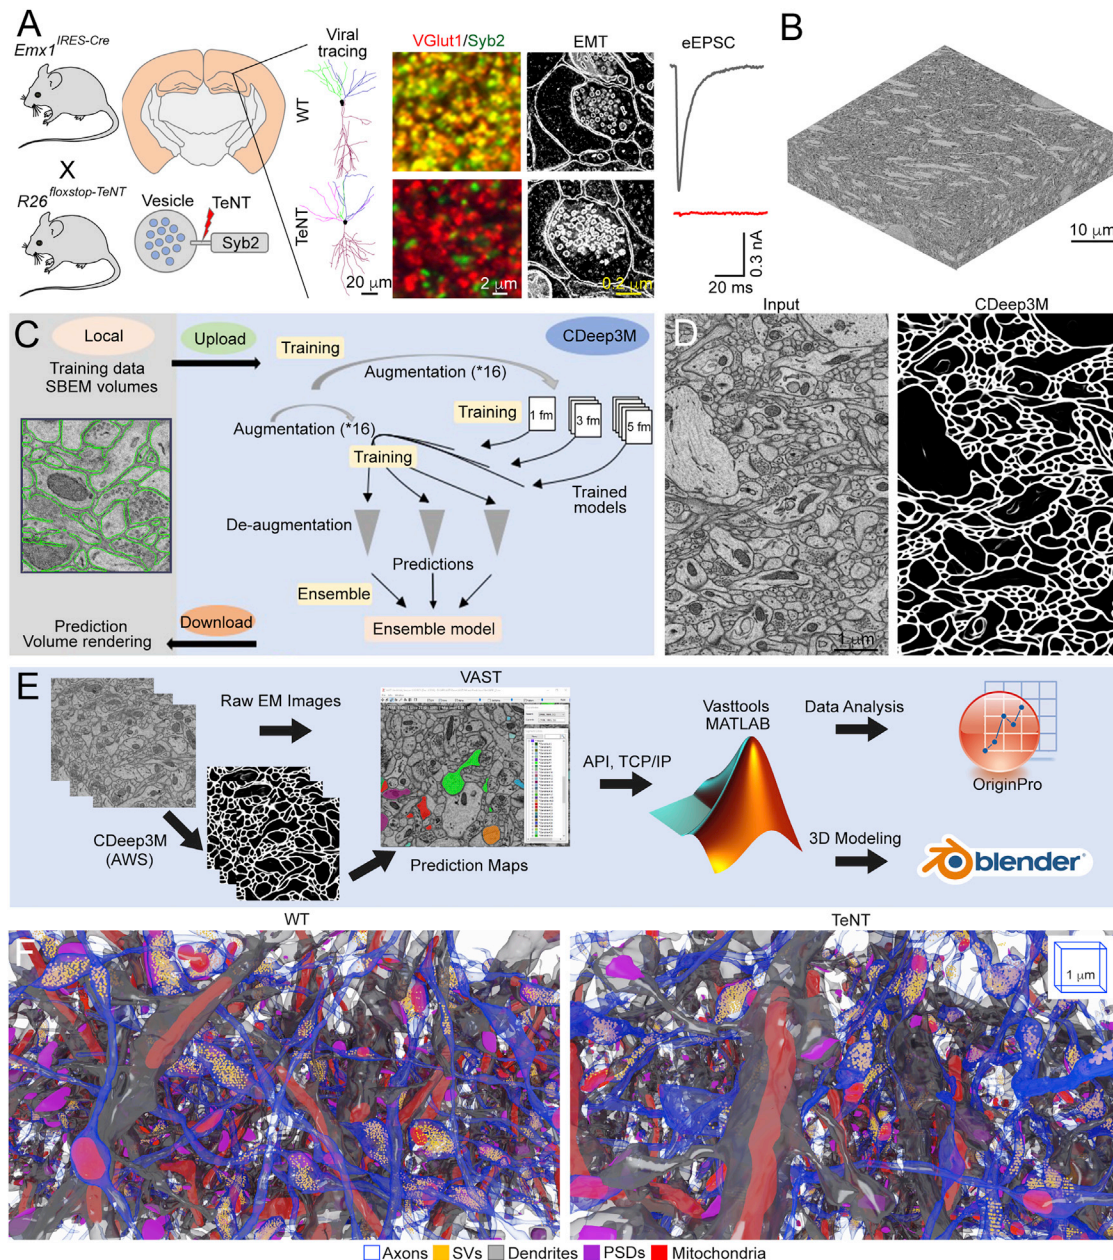 A
Emx1 IRES-Cre
X
R26 floxstop-TeNT
Vesicle
TeNT
Syb2
Viral
tracing
WT
TeNT
20 μm
VGlut1/Syb2
2 μm
EMT
0.2 μm
eEPSC
0.3 nA
20 ms
B
10 μm
C
Local
Training data
SBEM volumes
Upload
Training
CDeep3M
Augmentation (*16)
Augmentation (*16)
Training
1 fm
3 fm
5 fm
Training
Trained
models
De-augmentation
Predictions
Ensemble
Ensemble model
Download
Prediction
Volume rendering
D
Input
CDeep3M
1 μm
E
Raw EM Images
CDeep3M
(AWS)
VAST
Prediction Maps
API, TCP/IP
Vasttools
MATLAB
Data Analysis
OriginPro
3D Modeling
blender
F
WT
TeNT
1 μm
Axons SVs Dendrites PSDs Mitochondria